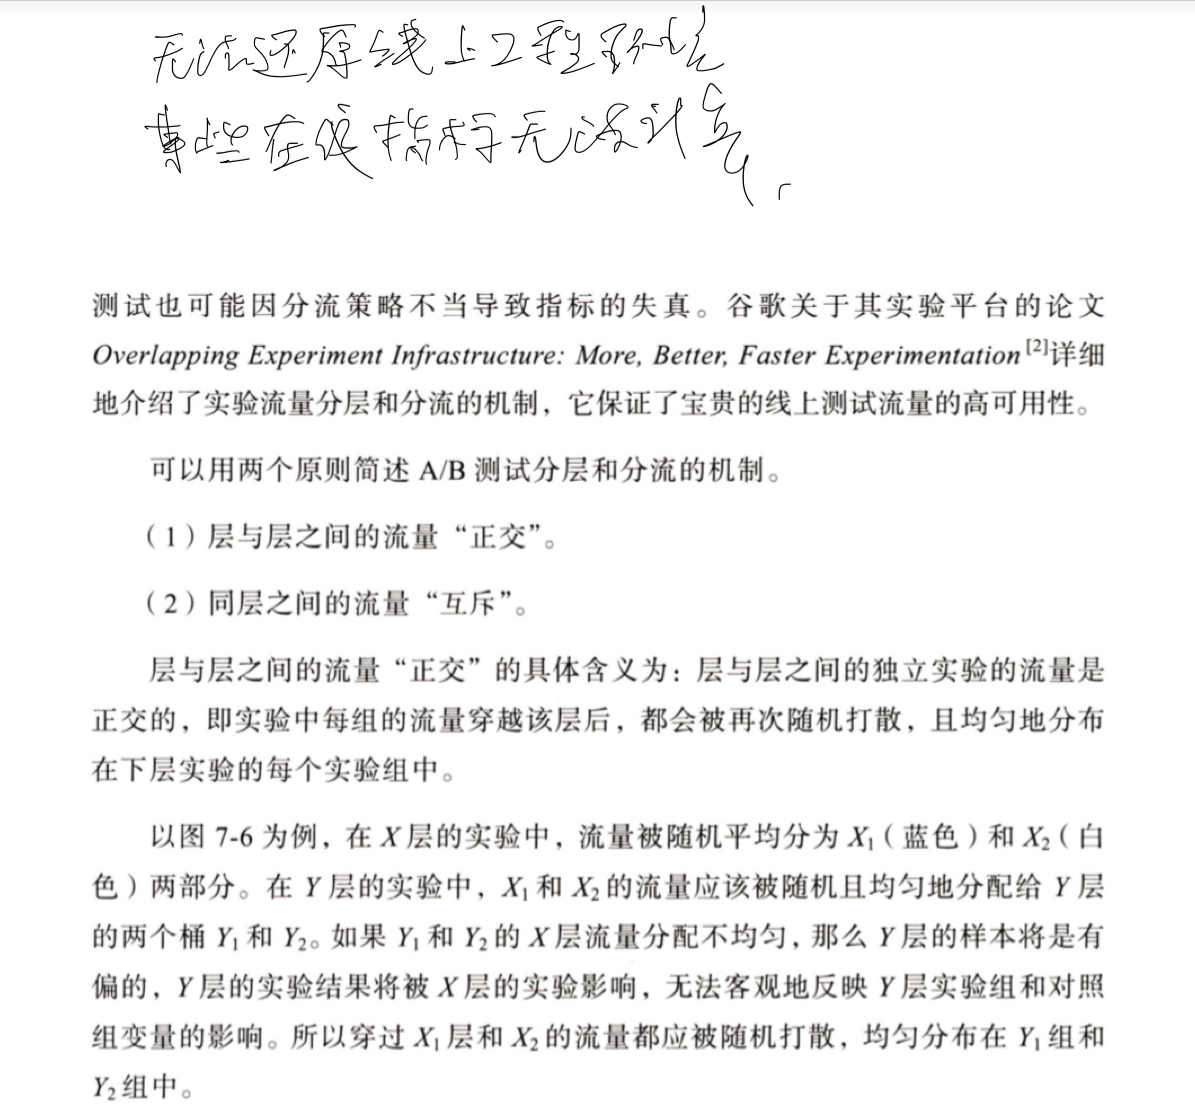 无法还原线上工程环境
某些在线指标无法计算。
测试也可能因分流策略不当导致指标的失真。谷歌关于其实验平台的论文
Overlapping Experiment Infrastructure: More, Better, Faster Experimentation[2]详细
地介绍了实验流量分层和分流的机制，它保证了宝贵的线上测试流量的高可用性。
可以用两个原则简述 A/B 测试分层和分流的机制。
（1）层与层之间的流量“正交”。
（2）同层之间的流量“互斥”。
层与层之间的流量“正交”的具体含义为：层与层之间的独立实验的流量是
正交的，即实验中每组的流量穿越该层后，都会被再次随机打散，且均匀地分布
在下层实验的每个实验组中。
以图 7-6 为例，在 X 层的实验中，流量被随机平均分为 X₁（蓝色）和 X₂（白
色）两部分。在 Y 层的实验中，X₁ 和 X₂ 的流量应该被随机且均匀地分配给 Y 层
的两个桶 Y₁ 和 Y₂。如果 Y₁ 和 Y₂ 的 X 层流量分配不均匀，那么 Y 层的样本将是有
偏的，Y 层的实验结果将被 X 层的实验影响，无法客观地反映 Y 层实验组和对照
组变量的影响。所以穿过 X₁ 层和 X₂ 的流量都应被随机打散，均匀分布在 Y₁ 组和
Y₂ 组中。